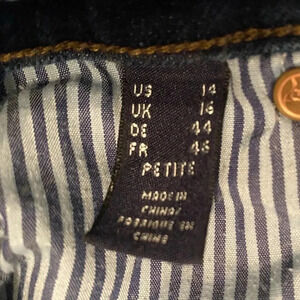 US 14
UK 16
DE 44
FR 46
PETITE
MADE IN
CHINA/
FABRIQUE EN
CHINE